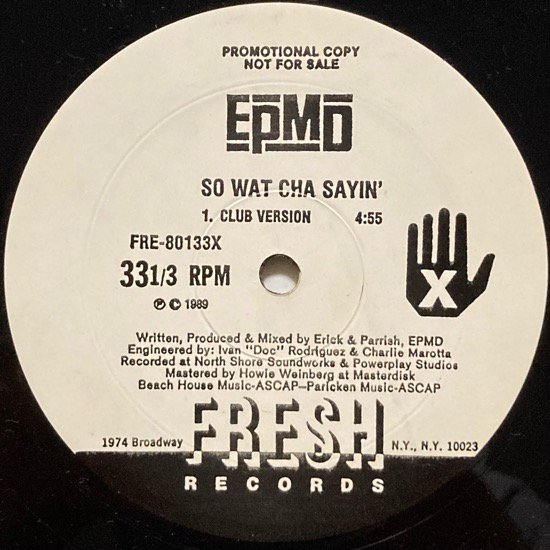 PROMOTIONAL COPY
NOT FOR SALE
EPMD
SO WAT CHA SAYIN'
1. CLUB VERSION 4:55
FRE-80133X
33 1/3 RPM
℗ © 1989
X
Written, Produced & Mixed by Erick & Parrish, EPMD
Engineered by: Ivan "Doc" Rodriguez & Charlie Marotta
Recorded at North Shore Soundworks & Powerplay Studios
Mastered by Howie Weinberg at Masterdisk
Beach House Music-ASCAP—Paricken Music-ASCAP
1974 Broadway FRESH N.Y., N.Y. 10023
RECORDS